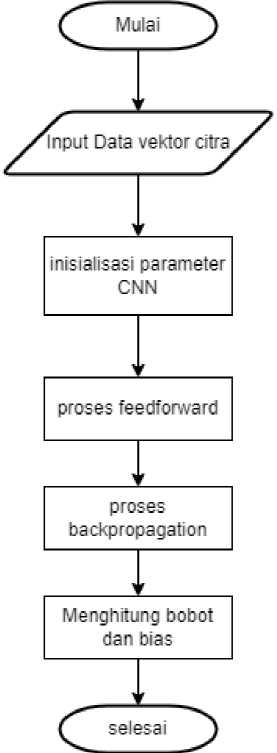 Mulai
Input Data vektor citra
inisialisasi parameter
CNN
proses feedforward
proses
backpropagation
Menghitung bobot
dan bias
selesai